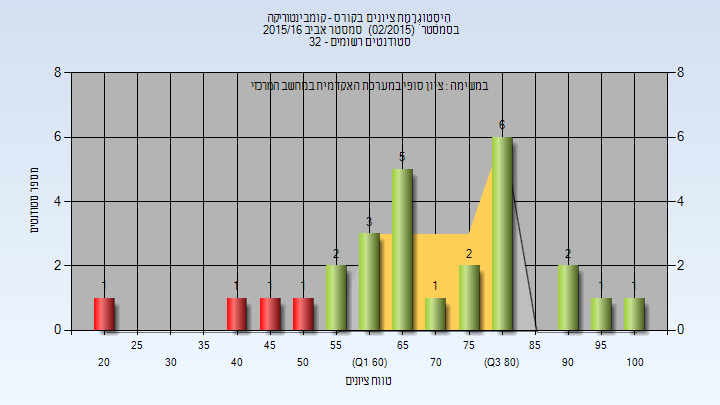 היסטוגרמת ציונים בקורס - קומבינטוריקה
בסמסטר (02/2015) סמסטר אביב 2015/16
סטודנטים רשומים - 32
במשימה : ציון סופי במערכת האקדמית במחשב המרכזי
מספר סטודנטים
8 8
6 6
4 4
2 2
0 0
1 1 1 1 2 3 5 1 2 6 2 1 1
25 35 45 55 65 75 85 95
20 30 40 50 (Q1 60) 70 (Q3 80) 90 100
טווח ציונים